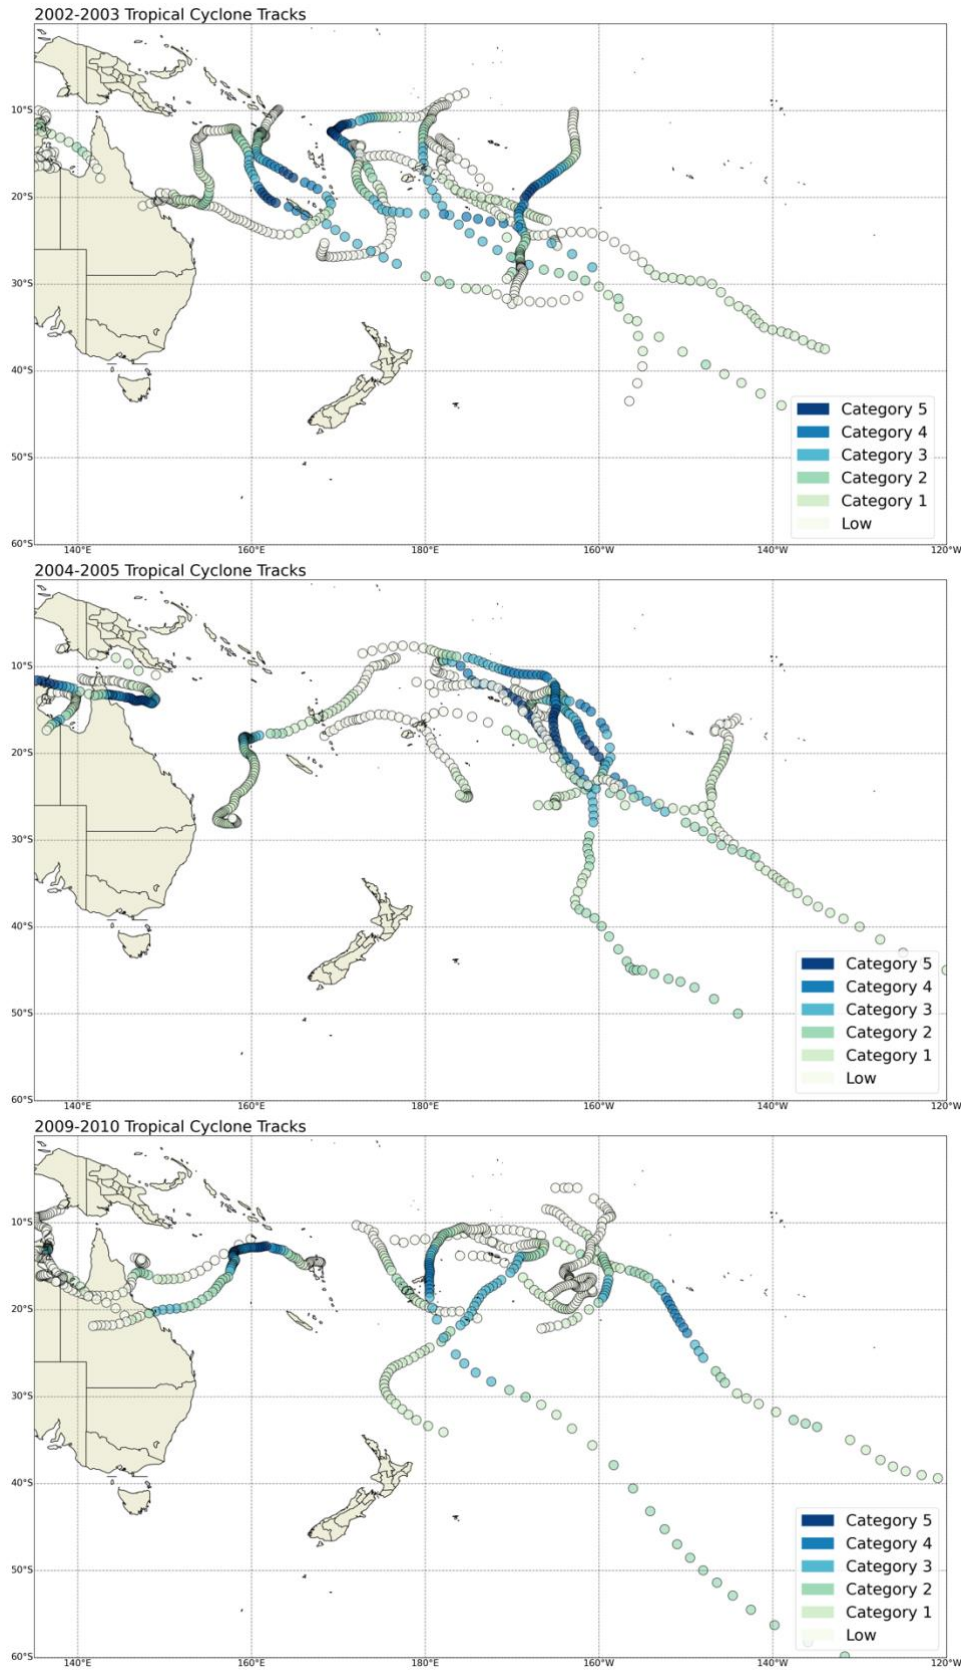 2002-2003 Tropical Cyclone Tracks
10°S
20°S
30°S
40°S
50°S
60°S
140°E
160°E
180°E
160°W
140°W
120°W
Category 5
Category 4
Category 3
Category 2
Category 1
Low
2004-2005 Tropical Cyclone Tracks
10°S
20°S
30°S
40°S
50°S
60°S
140°E
160°E
180°E
160°W
140°W
120°W
Category 5
Category 4
Category 3
Category 2
Category 1
Low
2009-2010 Tropical Cyclone Tracks
10°S
20°S
30°S
40°S
50°S
60°S
140°E
160°E
180°E
160°W
140°W
120°W
Category 5
Category 4
Category 3
Category 2
Category 1
Low